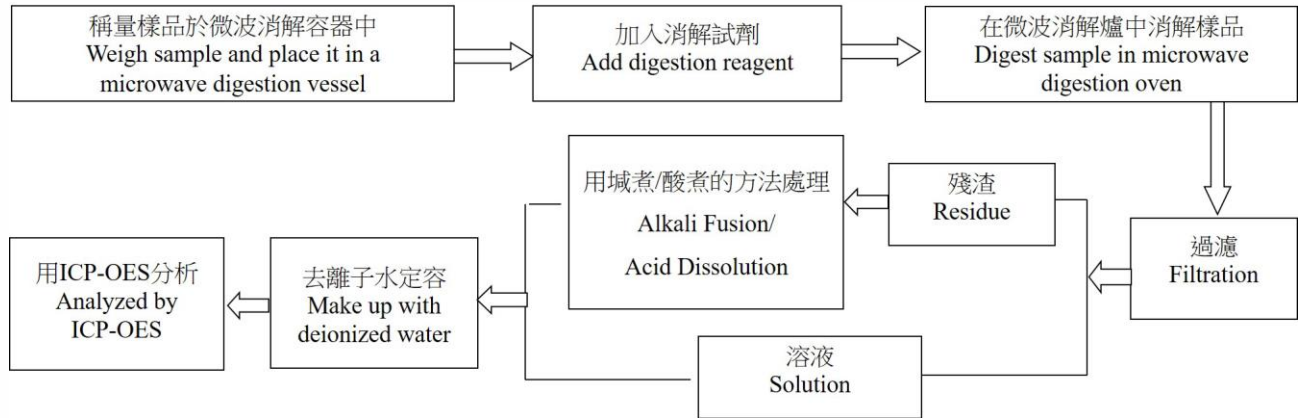 稱量樣品於微波消解容器中
Weigh sample and place it in a
microwave digestion vessel
加入消解試劑
Add digestion reagent
在微波消解爐中消解樣品
Digest sample in microwave
digestion oven
過濾
Filtration
殘渣
Residue
用堿煮/酸煮的方法處理
Alkali Fusion/
Acid Dissolution
溶液
Solution
去離子水定容
Make up with
deionized water
用ICP-OES分析
Analyzed by
ICP-OES